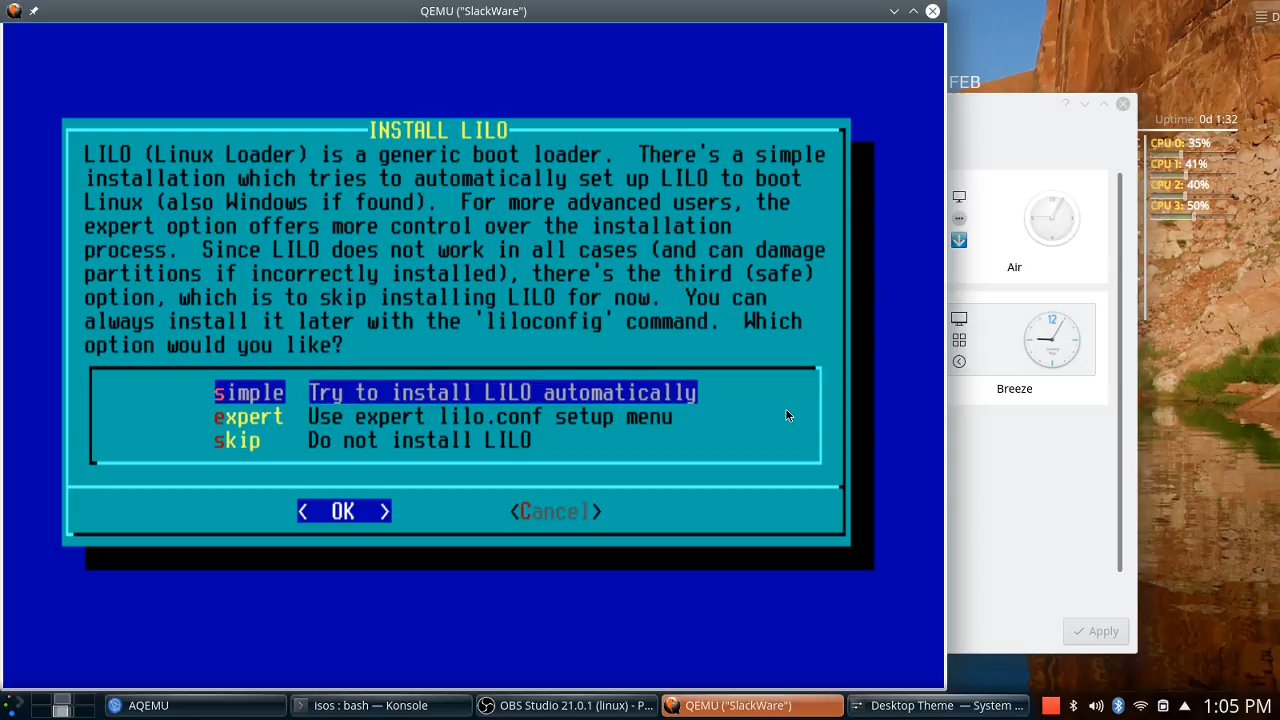 QEMU ("SlackWare")
INSTALL LILO
LILO (Linux Loader) is a generic boot loader.  There's a simple
installation which tries to automatically set up LILO to boot
Linux (also Windows if found).  For more advanced users, the
expert option offers more control over the installation
process.  Since LILO does not work in all cases (and can damage
partitions if incorrectly installed), there's the third (safe)
option, which is to skip installing LILO for now.  You can
always install it later with the 'liloconfig' command.  Which
option would you like?
simple Try to install LILO automatically
expert Use expert lilo.conf setup menu
skip Do not install LILO
< OK > <Cancel>
D
FEB
Uptime: 0d 1:32
CPU 0: 35%
CPU 1: 41%
CPU 2: 40%
CPU 3: 50%
Air
12
Breeze
Apply
AQEMU
Isos : bash — Konsole
OBS Studio 21.0.1 (linux) - P...
QEMU ("SlackWare")
Desktop Theme — System ...
1:05 PM